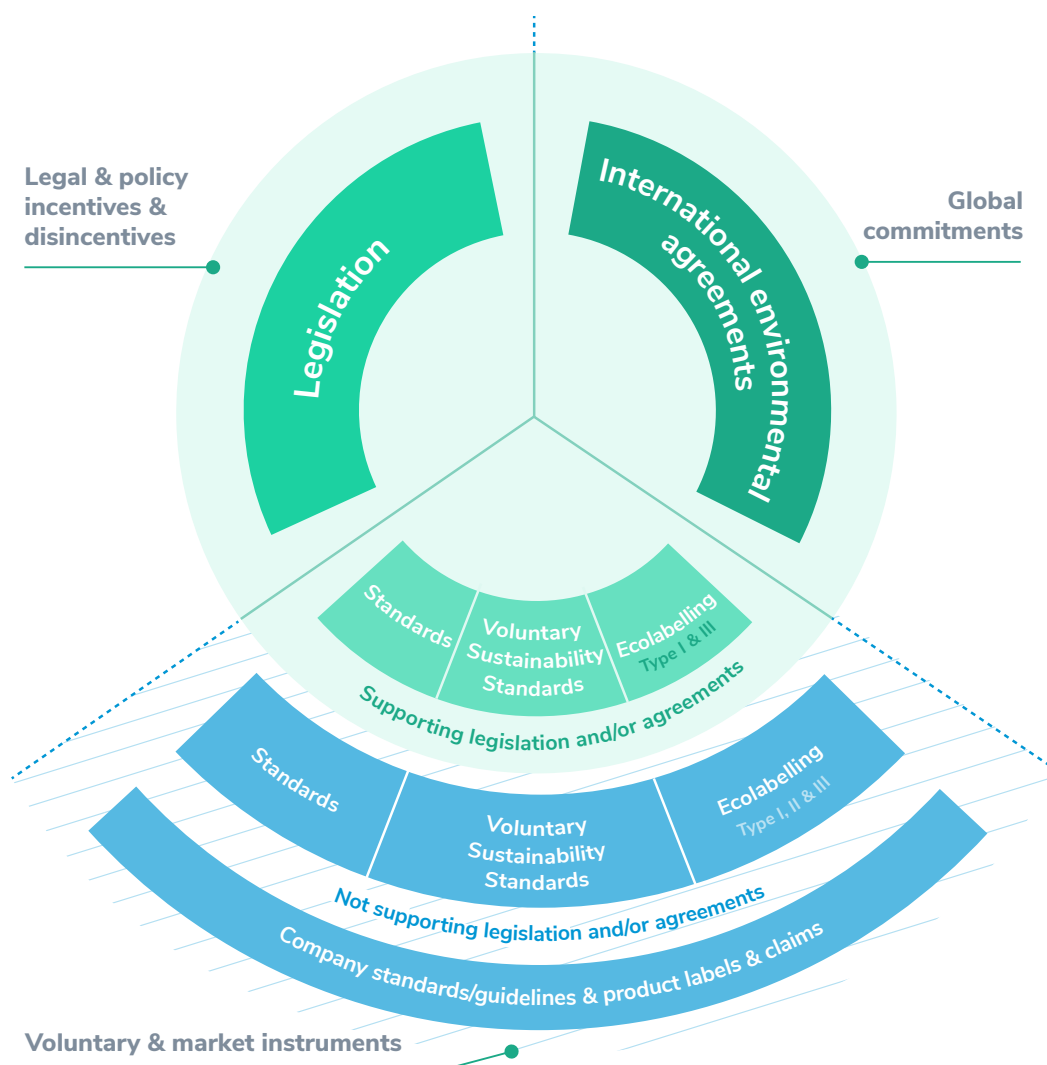 Legal & policy
incentives &
disincentives
Global
commitments
Legislation
International environmental
agreements
Standards
Voluntary
Sustainability
Standards
Ecolabelling
Type I & III
Supporting legislation and/or agreements
Standards
Voluntary
Sustainability
Standards
Ecolabelling
Type I, II & III
Not supporting legislation and/or agreements
Company standards/guidelines & product labels & claims
Voluntary & market instruments